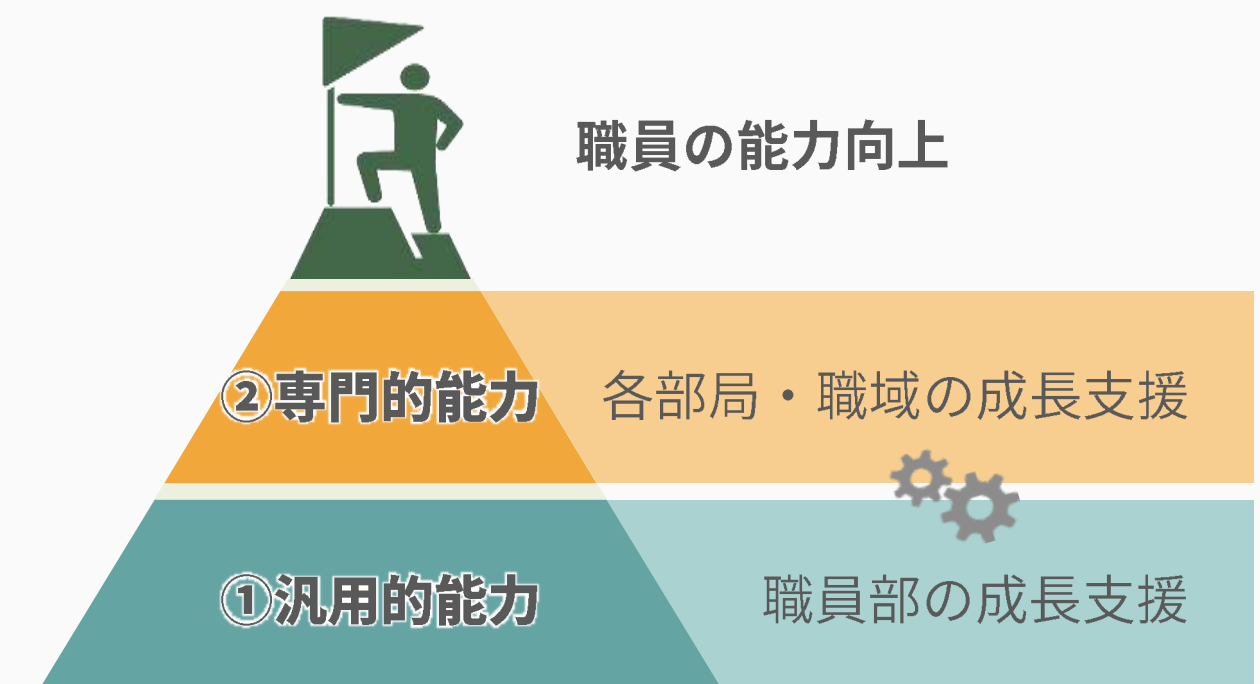 職員の能力向上
②専門的能力
各部局・職域の成長支援
①汎用的能力
職員部の成長支援